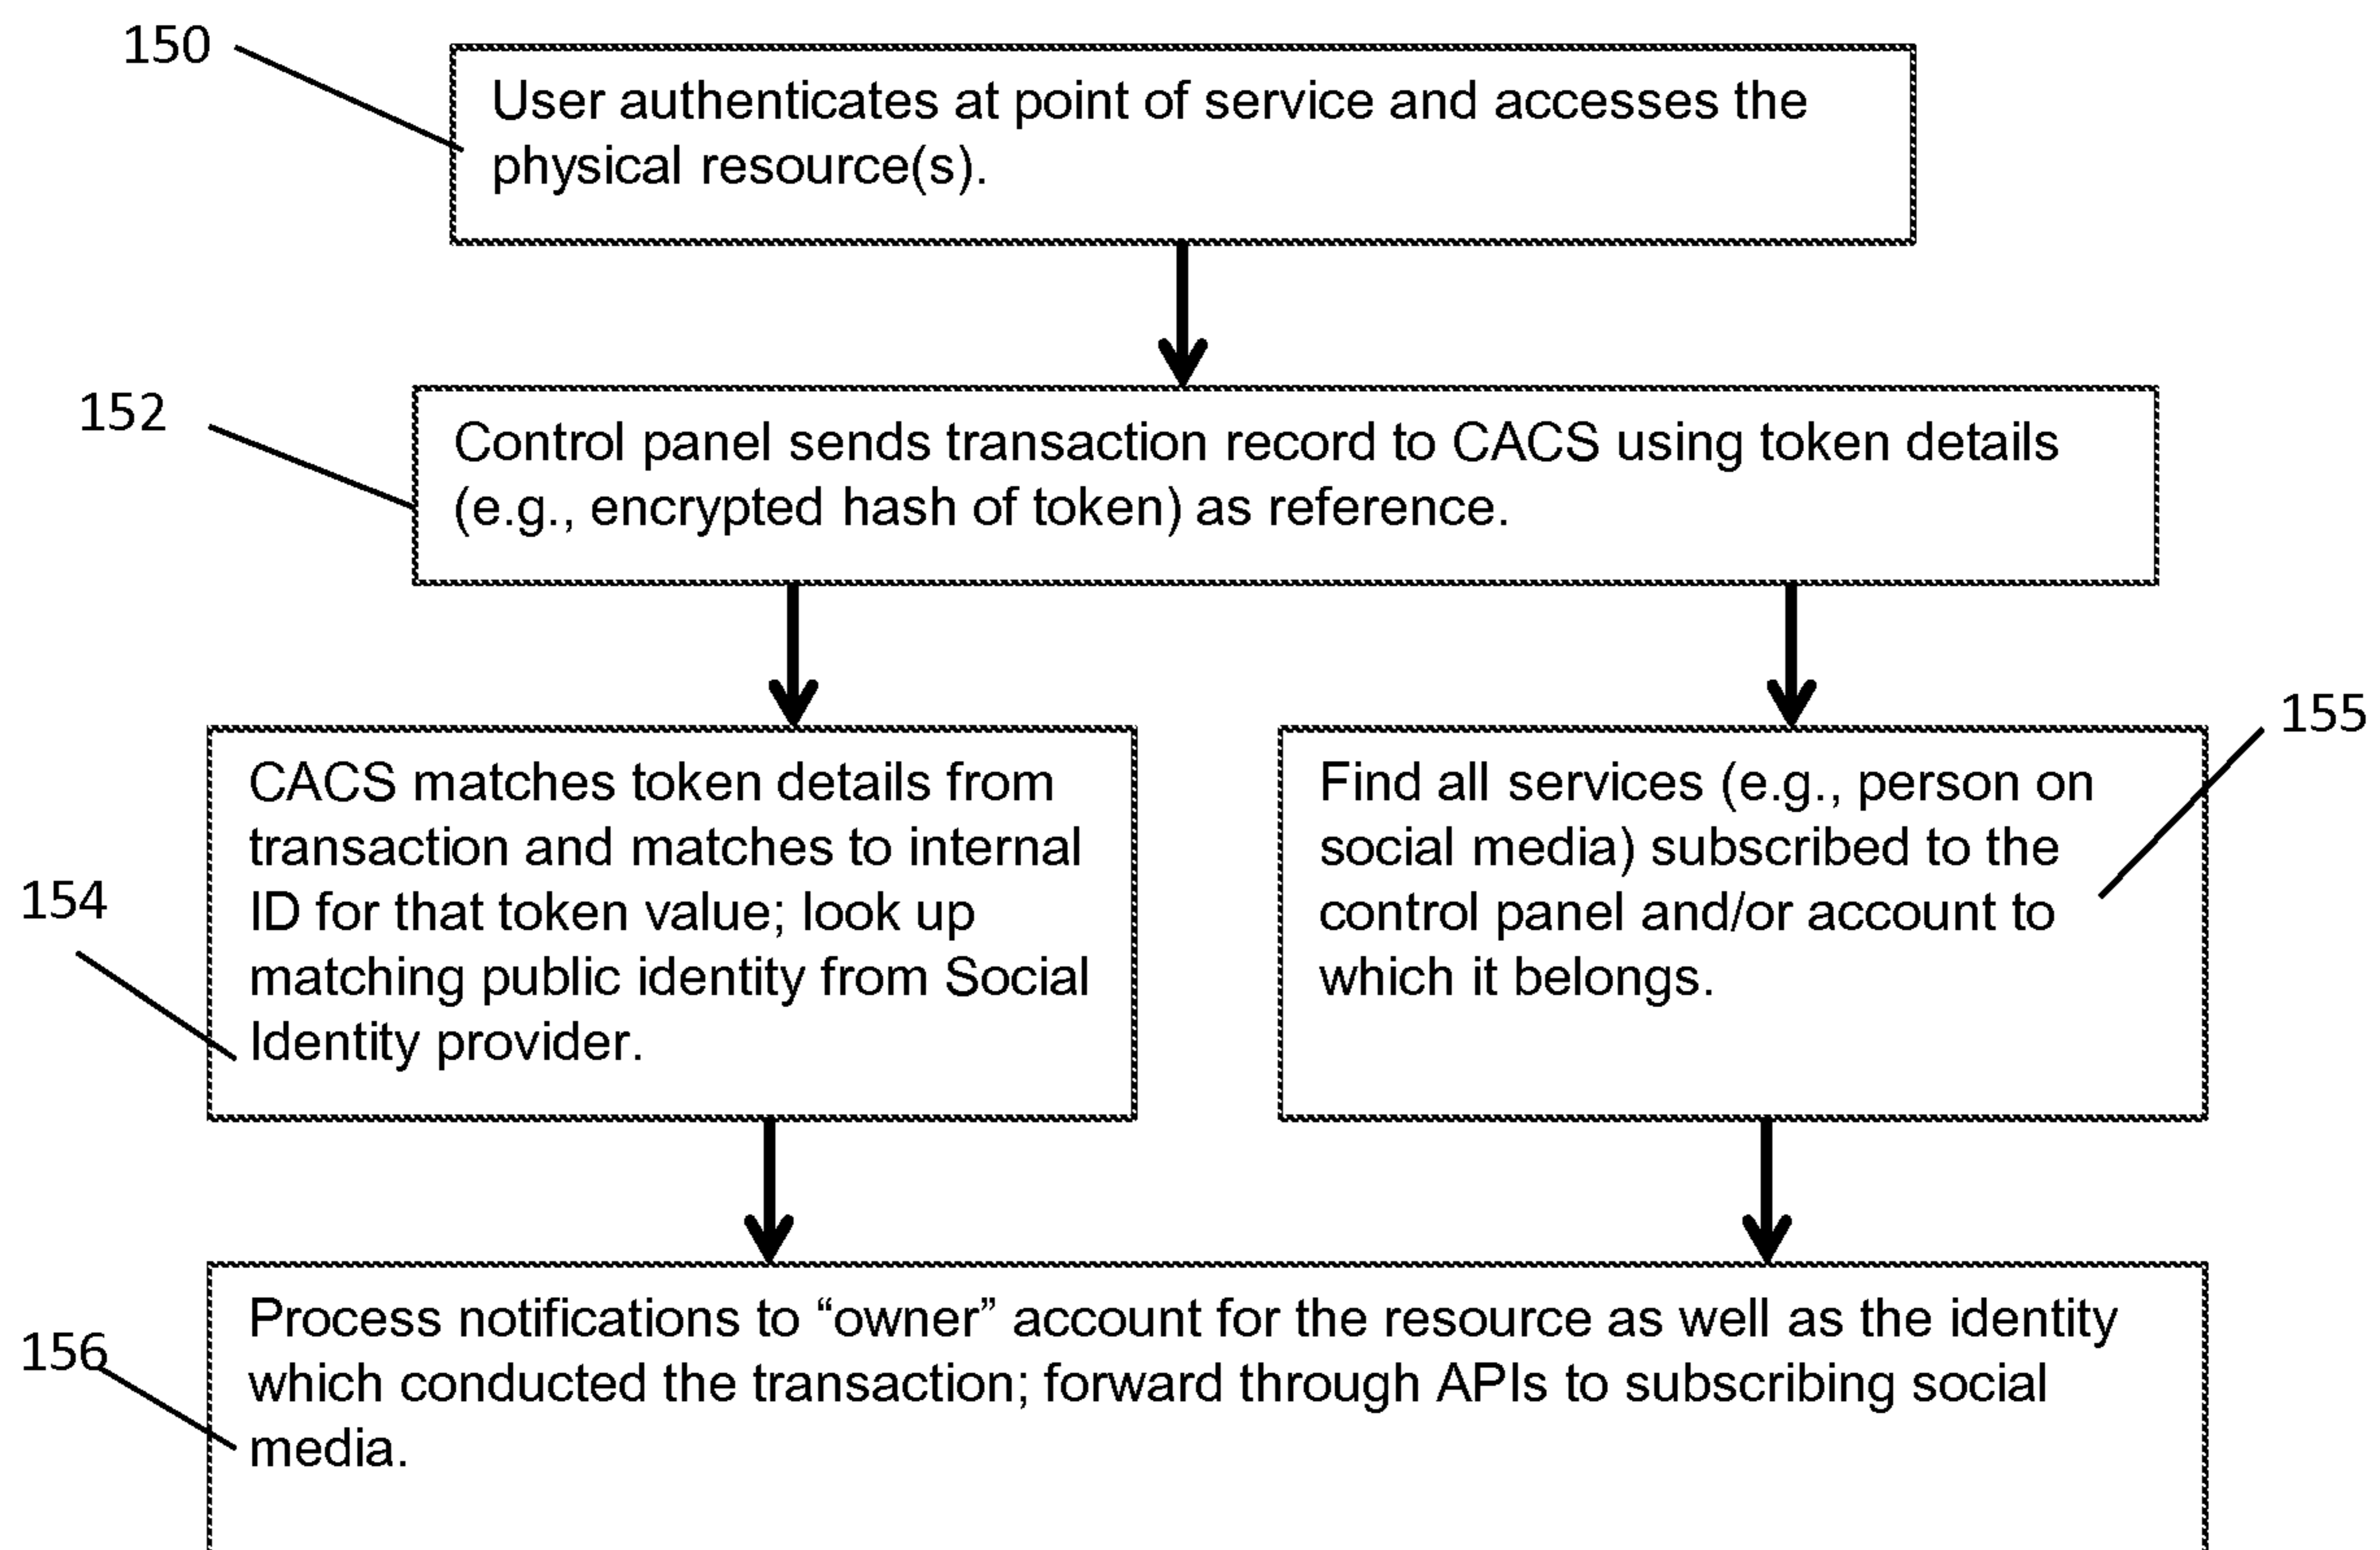 150
User authenticates at point of service and accesses the
physical resource(s).
152
Control panel sends transaction record to CACS using token details
(e.g., encrypted hash of token) as reference.
154
CACS matches token details from
transaction and matches to internal
ID for that token value; look up
matching public identity from Social
Identity provider.
155
Find all services (e.g., person on
social media) subscribed to the
control panel and/or account to
which it belongs.
156
Process notifications to “owner” account for the resource as well as the identity
which conducted the transaction; forward through APIs to subscribing social
media.